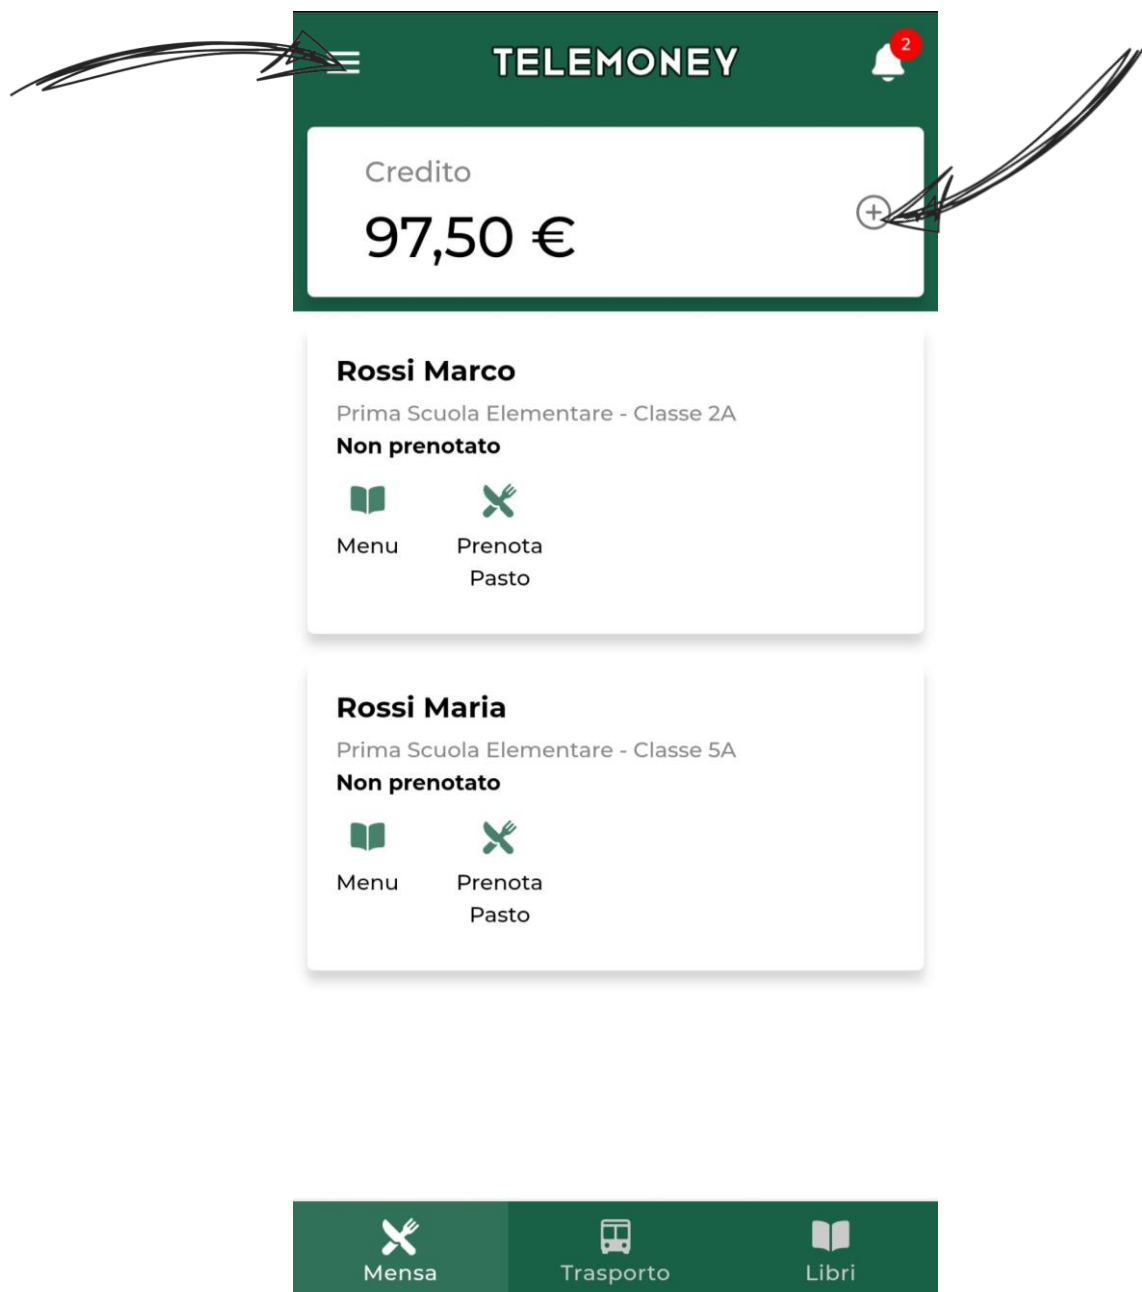 TELEMONEY
2
Credito
97,50 €
Rossi Marco
Prima Scuola Elementare - Classe 2A
Non prenotato
Menu
Prenota
Pasto
Rossi Maria
Prima Scuola Elementare - Classe 5A
Non prenotato
Menu
Prenota
Pasto
Mensa
Trasporto
Libri